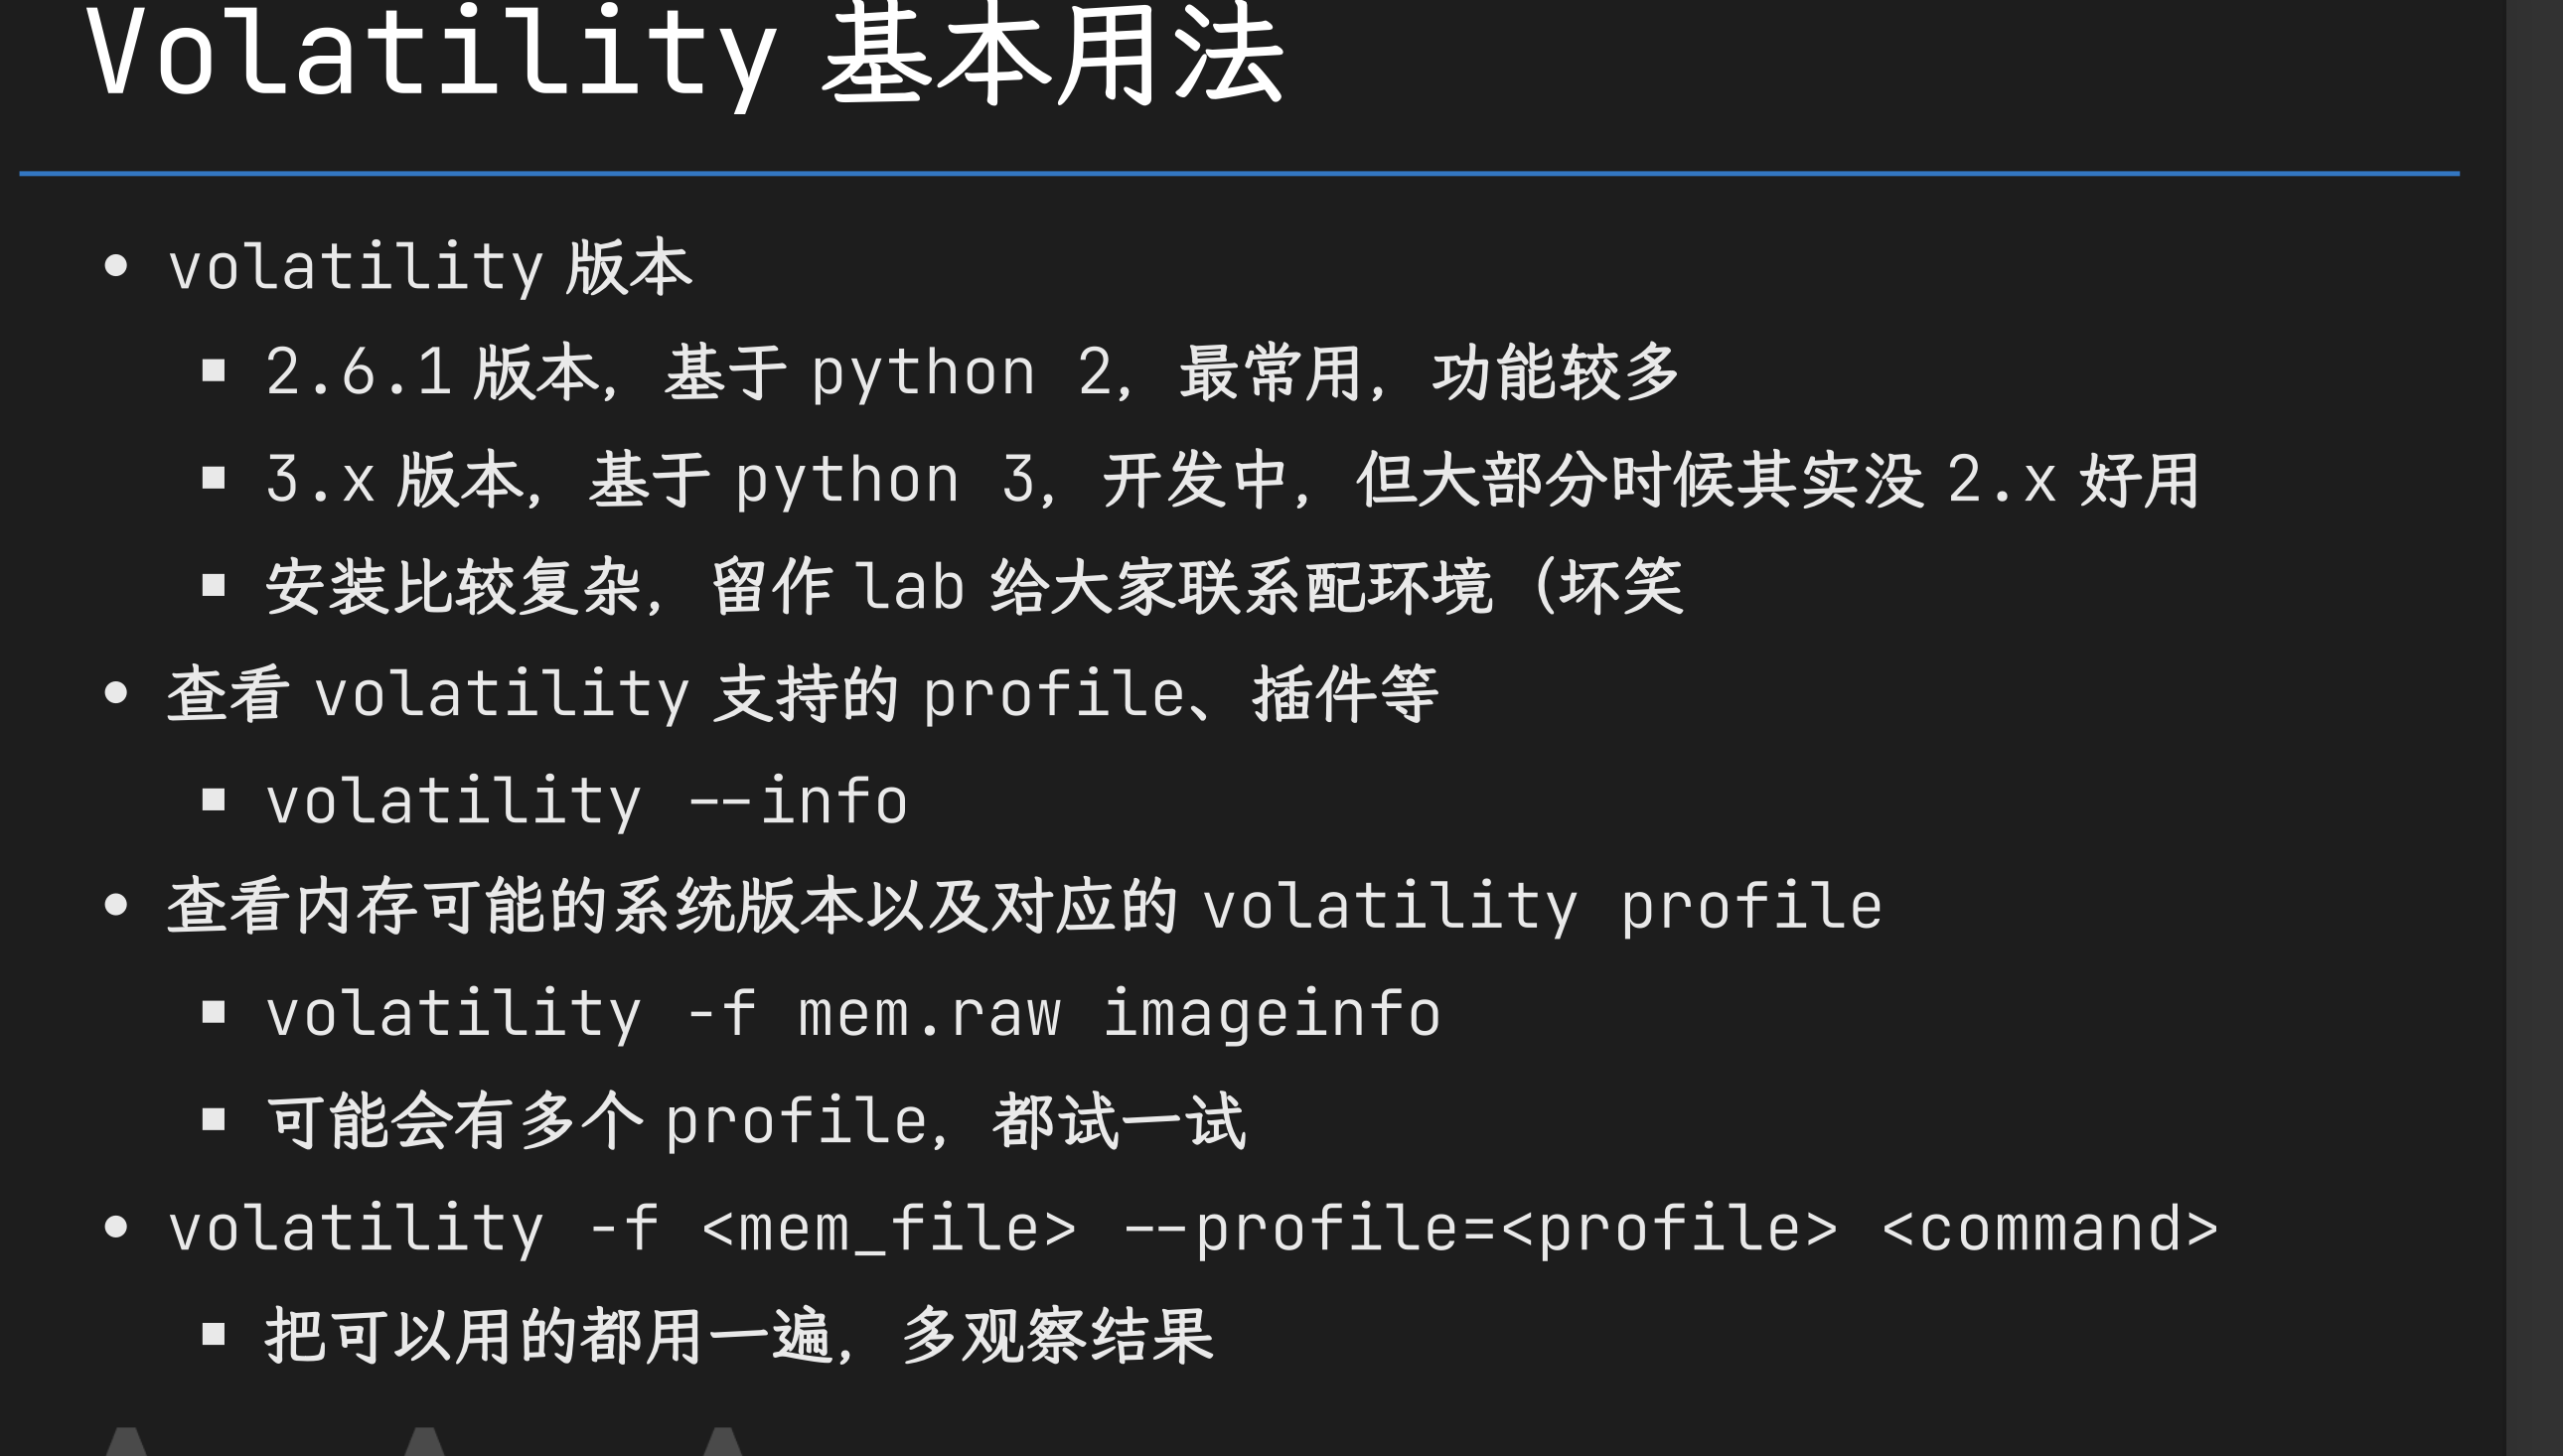 Volatility 基本用法
volatility 版本
2.6.1 版本，基于 python 2，最常用，功能较多
3.x 版本，基于 python 3，开发中，但大部分时候其实没 2.x 好用
安装比较复杂，留作 lab 给大家联系配环境（坏笑
查看 volatility 支持的 profile、插件等
volatility --info
查看内存可能的系统版本以及对应的 volatility profile
volatility -f mem.raw imageinfo
可能会有多个 profile，都试一试
volatility -f <mem_file> --profile=<profile> <command>
把可以用的都用一遍，多观察结果